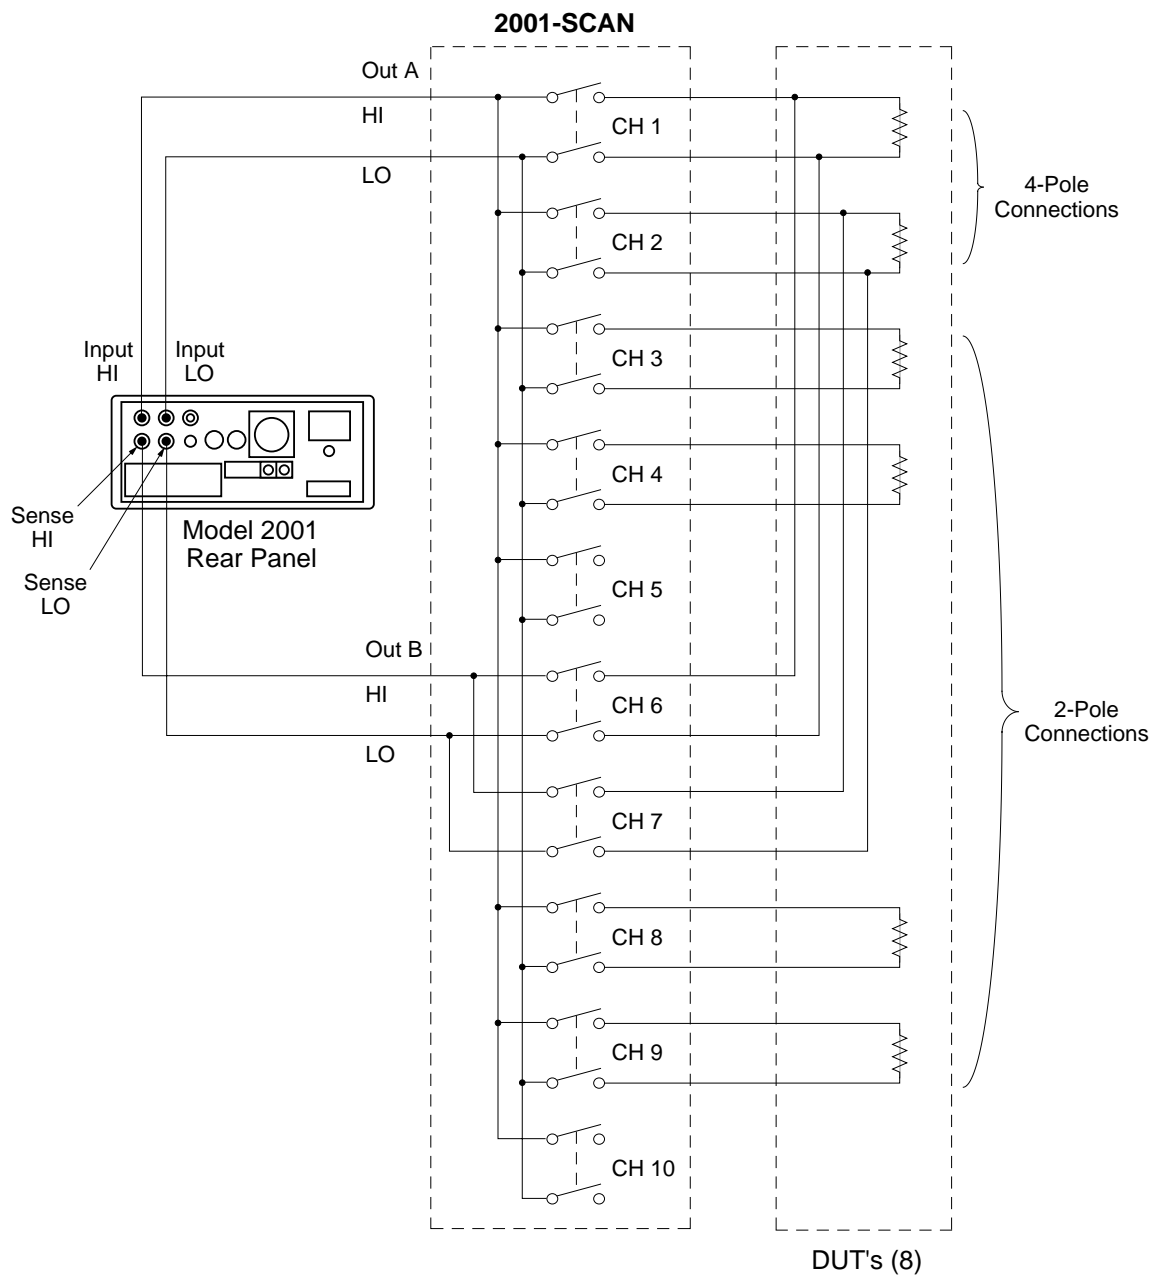 2001-SCAN
Out A
HI
CH 1
LO
4-Pole
Connections
CH 2
Input
HI
Input
LO
CH 3
CH 4
Sense
HI
Model 2001
Rear Panel
Sense
LO
CH 5
Out B
HI
CH 6
2-Pole
Connections
LO
CH 7
CH 8
CH 9
CH 10
DUT's (8)